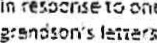 in response to one
grandson's letters